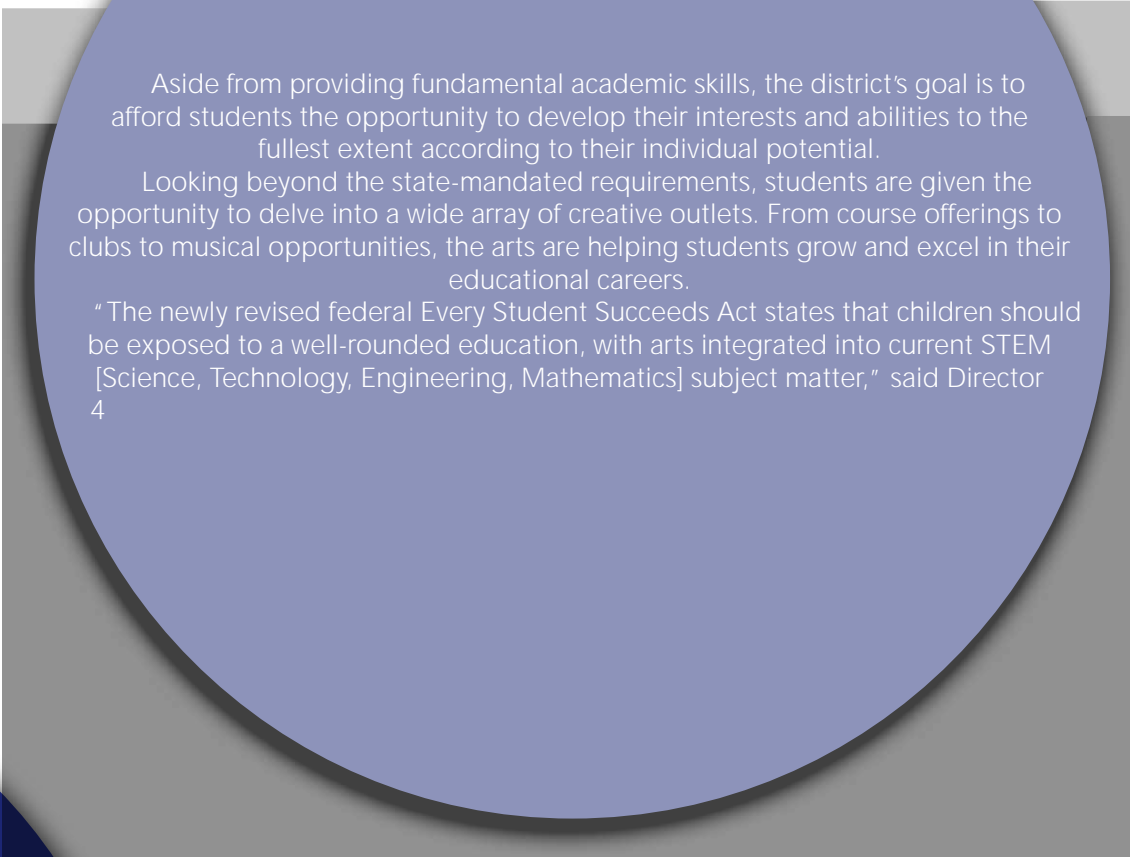 Aside from providing fundamental academic skills, the district's goal is to
afford students the opportunity to develop their interests and abilities to the
fullest extent according to their individual potential.
Looking beyond the state-mandated requirements, students are given the
opportunity to delve into a wide array of creative outlets. From course offerings to
clubs to musical opportunities, the arts are helping students grow and excel in their
educational careers.
“The newly revised federal Every Student Succeeds Act states that children should
be exposed to a well-rounded education, with arts integrated into current STEM
[Science, Technology, Engineering, Mathematics] subject matter,” said Director
4